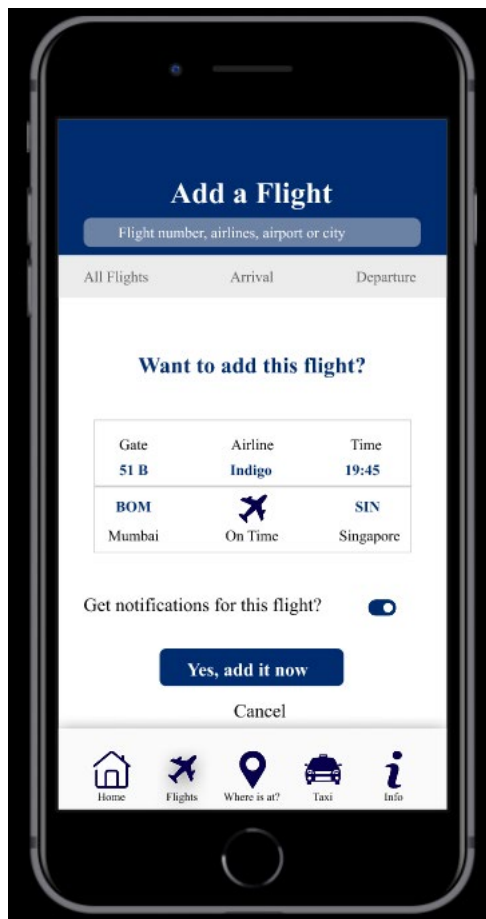 Add a Flight
Flight number, airlines, airport or city
All Flights Arrival Departure
Want to add this flight?
Gate Airline Time
51 B Indigo 19:45
BOM SIN
Mumbai On Time Singapore
Get notifications for this flight?
Yes, add it now
Cancel
Home Flights Where is at? Taxi Info